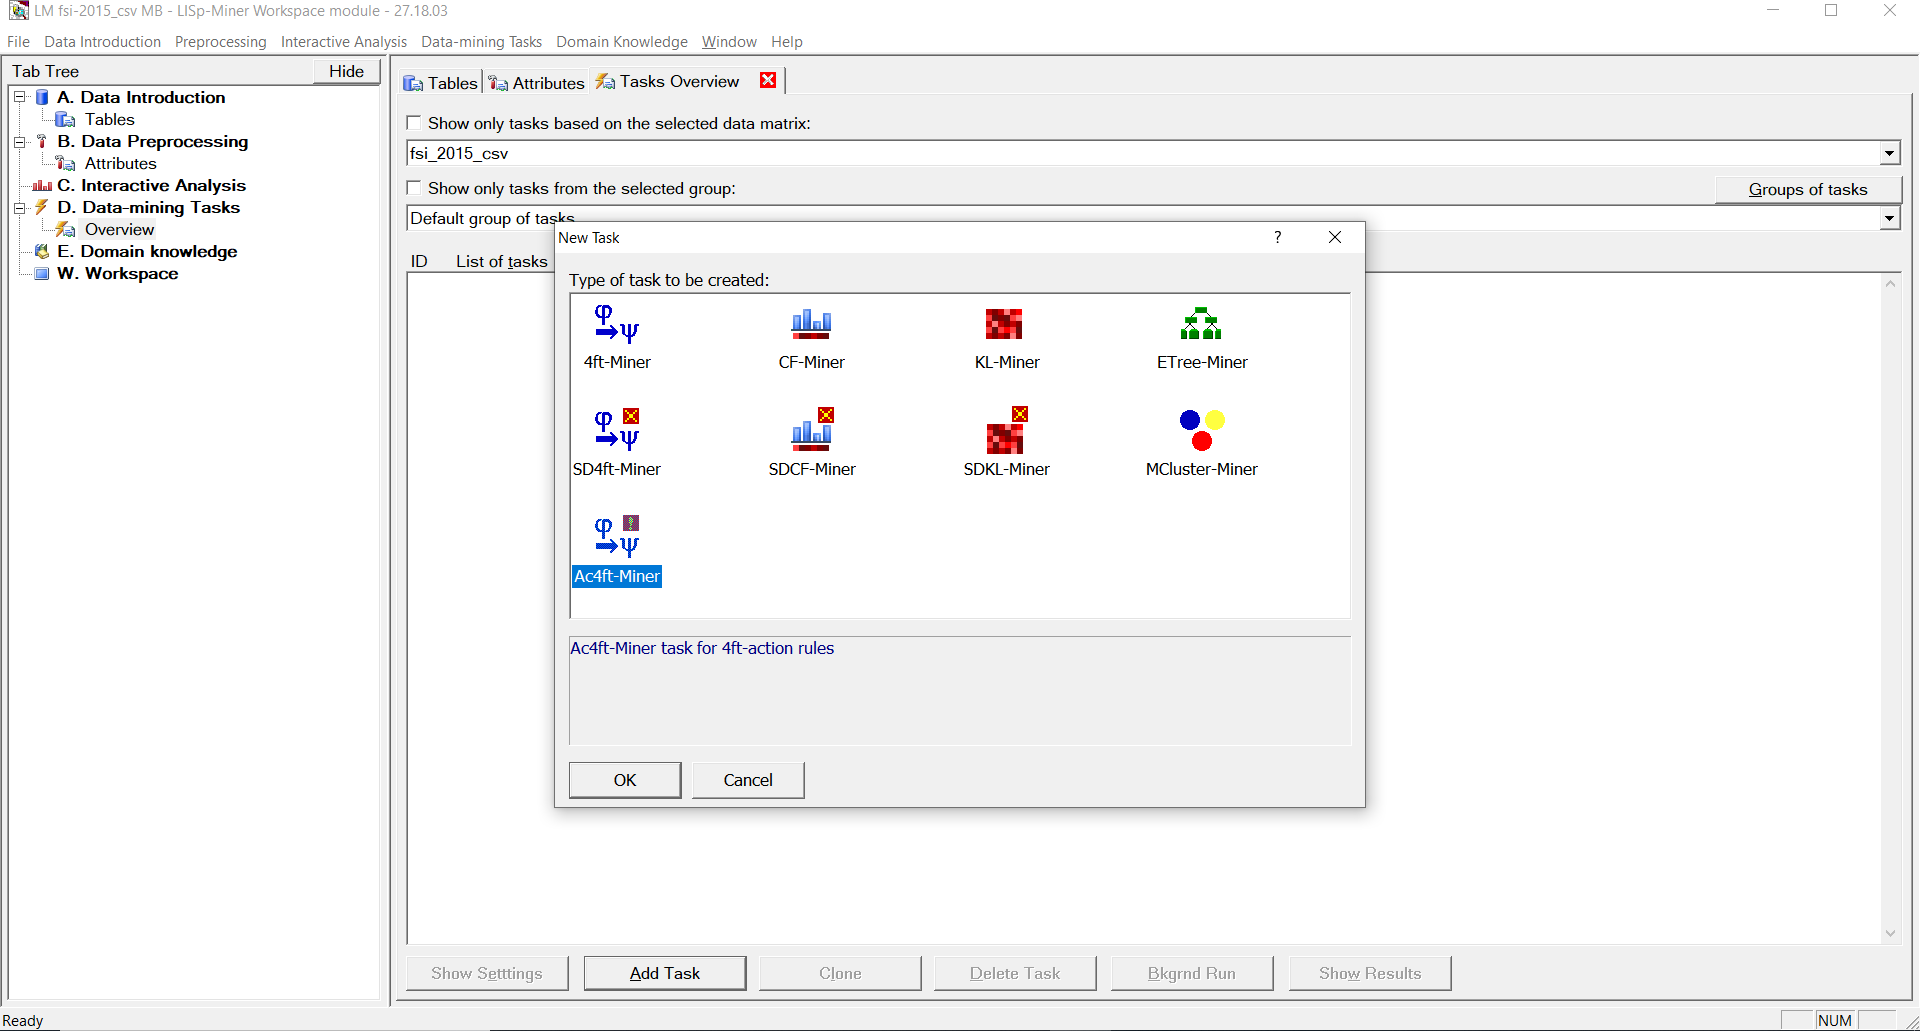 LM fsi-2015_csv MB - LISp-Miner Workspace module - 27.18.03
File Data Introduction Preprocessing Interactive Analysis Data-mining Tasks Domain Knowledge Window Help
Tab Tree Hide
A. Data Introduction
Tables
B. Data Preprocessing
Attributes
C. Interactive Analysis
D. Data-mining Tasks
Overview
E. Domain knowledge
W. Workspace
Tables Attributes Tasks Overview
Show only tasks based on the selected data matrix:
fsi_2015_csv
Show only tasks from the selected group:
Groups of tasks
Default group of tasks
ID List of tasks
New Task ?
Type of task to be created:
4ft-Miner CF-Miner KL-Miner ETree-Miner
SD4ft-Miner SDCF-Miner SDKL-Miner MCluster-Miner
Ac4ft-Miner
Ac4ft-Miner task for 4ft-action rules
OK Cancel
Show Setttings Add Task Clone Delete Task Bkgrnd Run Show Results
Ready NUM